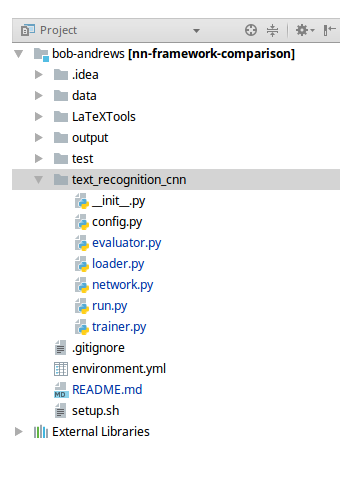 Project
bob-andrews [nn-framework-comparison]
.idea
data
LaTeXTools
output
test
text_recognition_cnn
__init__.py
config.py
evaluator.py
loader.py
network.py
run.py
trainer.py
.gitignore
environment.yml
MD README.md
setup.sh
External Libraries